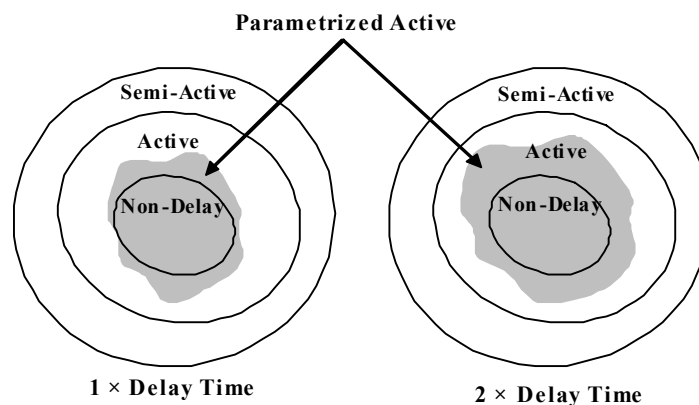 Parametrized Active
Semi-Active
Active
Non-Delay
1 × Delay Time
Semi-Active
Active
Non-Delay
2 × Delay Time